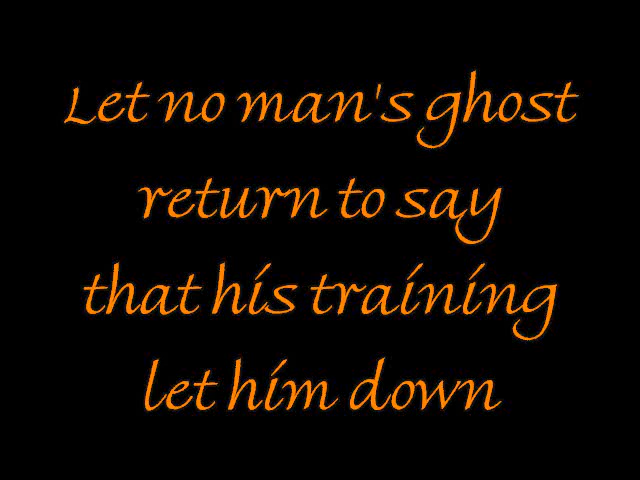 Let no man's ghost
return to say
that his training
let him down